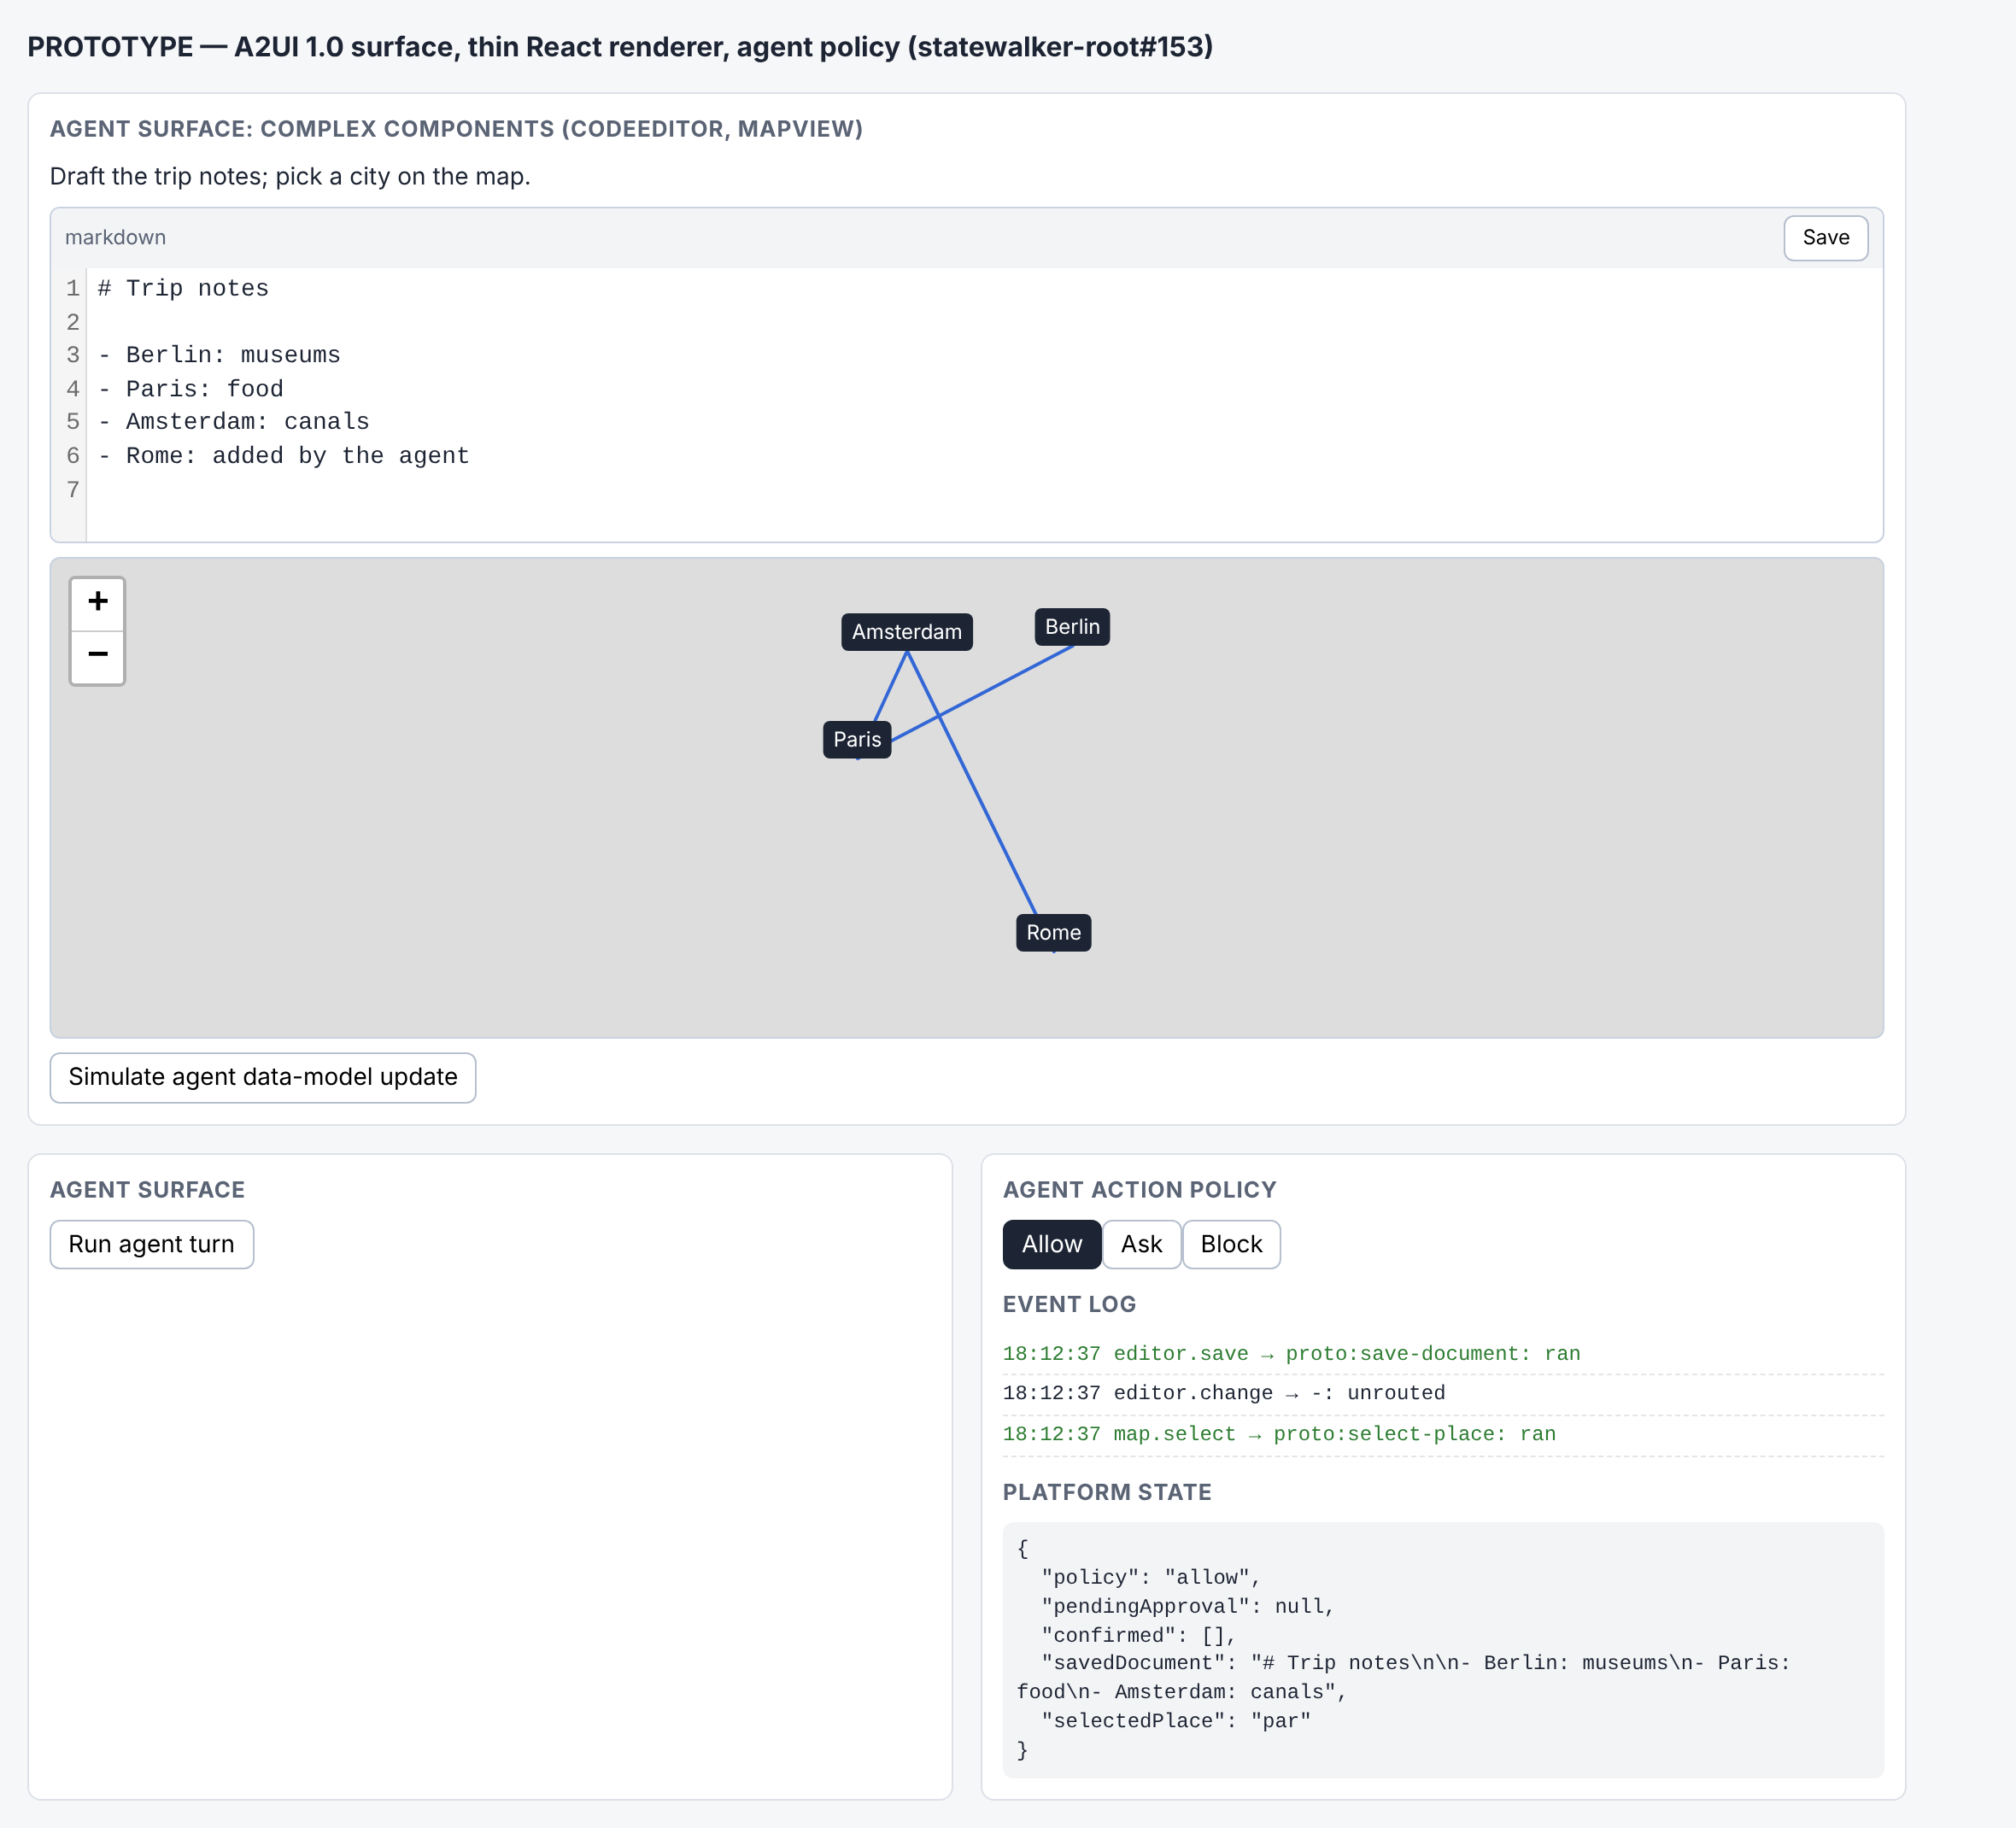 PROTOTYPE — A2UI 1.0 surface, thin React renderer, agent policy (statewalker-root#153)
AGENT SURFACE: COMPLEX COMPONENTS (CODEEDITOR, MAPVIEW)
Draft the trip notes; pick a city on the map.
markdown
Save
1 # Trip notes
2
3 - Berlin: museums
4 - Paris: food
5 - Amsterdam: canals
6 - Rome: added by the agent
7
+
−
Amsterdam
Berlin
Paris
Rome
Simulate agent data-model update
AGENT SURFACE
Run agent turn
AGENT ACTION POLICY
Allow Ask Block
EVENT LOG
18:12:37 editor.save → proto:save-document: ran
18:12:37 editor.change → -: unrouted
18:12:37 map.select → proto:select-place: ran
PLATFORM STATE
{
  "policy": "allow",
  "pendingApproval": null,
  "confirmed": [],
  "savedDocument": "# Trip notes\n\n- Berlin: museums\n- Paris:
food\n- Amsterdam: canals",
  "selectedPlace": "par"
}